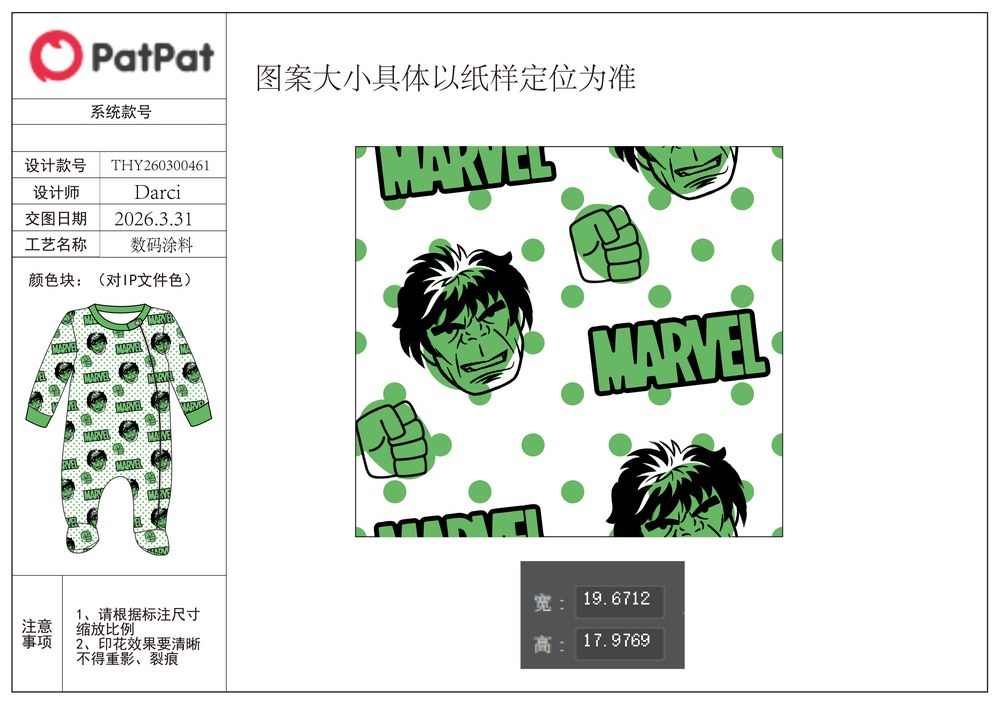 PatPat
图案大小具体以纸样定位为准
系统款号
设计款号 THY260300461
设计师 Darci
交图日期 2026.3.31
工艺名称 数码涂料
颜色块：（对IP文件色）
MARVEL
MARVEL
MARVEL
宽： 19.6712
高： 17.9769
注意
事项
1、请根据标注尺寸
缩放比例
2、印花效果要清晰
不得重影、裂痕